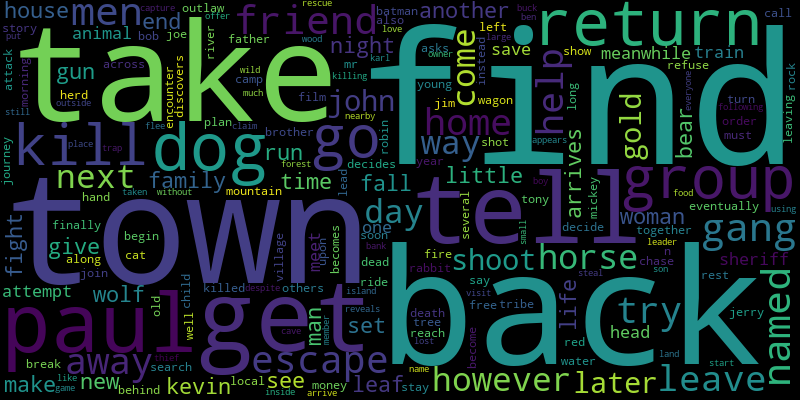 house men
story
attack
morning
animal
end
outlaw
bob
joe
river
across
gun
herd
encounter
discovers
take
friend
father
night
wood
wild
camp
much
film
plan
mr
killing
batman
also
love
asks
young
another
left
owner
karl
save
instead
come
buck
ben
offer
rescue
large
show
return
meanwhile
train
refuse
call
everyone
turn
following
order
must
leaving
rock
outside
find
kill
dog
go
run
john
brother
robin
decides
forest
jim
wagon
way
home
shot
help
long
gold
bear
nearby
appears
journey
still
flee
place
trap
claim
next
family
hand
taken
without
mountain
time
lead
year
fall
little
arrives
group
boy
food
using
eventually
fight
finally
along
begin
join
cat
town
day
one
soon
tell
several
tony
mickey
decide
woman
together
leader
gang
give
village
meet
upon
becomes
dead
ride
fire
shoot
horse
small
sheriff
chase
son
attempt
wolf
killed
bank
despite
others
island
reveals
rabbit
say
visit
free
tribe
steal
life
try
rest
named
paul
get
back
old
well
child
man
set
death
tree
reach
lost
become
red
water
head
jerry
land
start
break
search
away
cave
escape
make
like
game
new
behind
thief
kevin
local
inside
see
money
arrive
member
leaf
stay
however
name
later
leave
n
capture